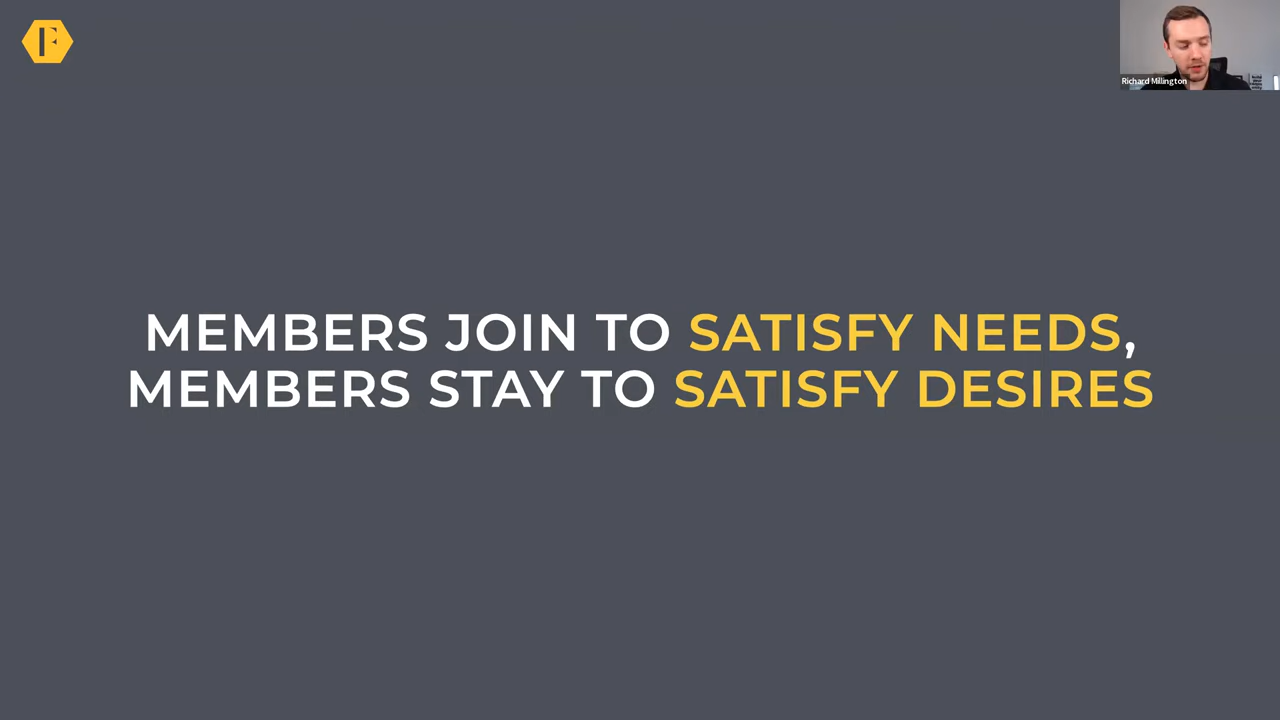 F
Richard Millington
MEMBERS JOIN TO SATISFY NEEDS,
MEMBERS STAY TO SATISFY DESIRES